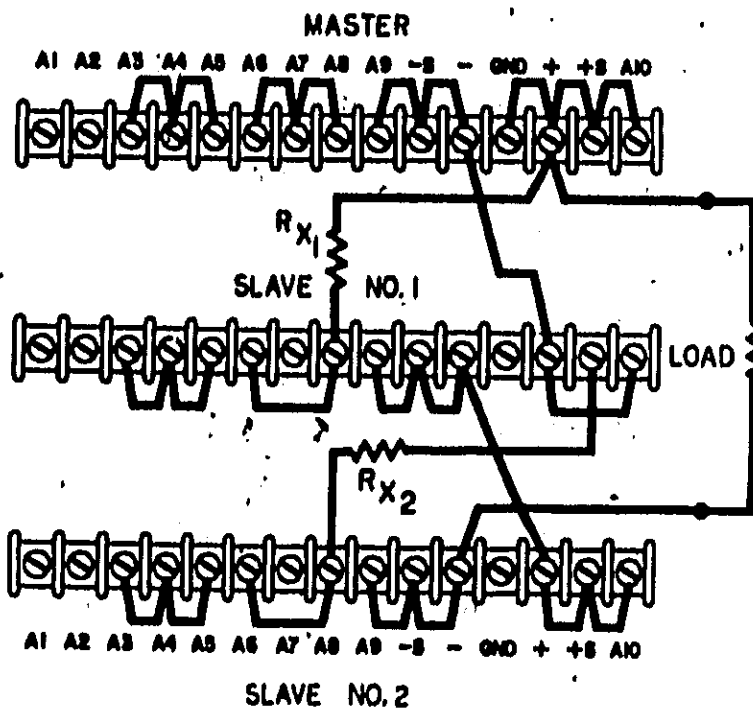 MASTER
A1 A2 A3 A4 A5 A6 A7 A8 A9 -S - GND + +S A10
RX1
SLAVE NO. 1
LOAD
RX2
A1 A2 A3 A4 A5 A6 A7 A8 A9 -S - GND + +S A10
SLAVE NO. 2